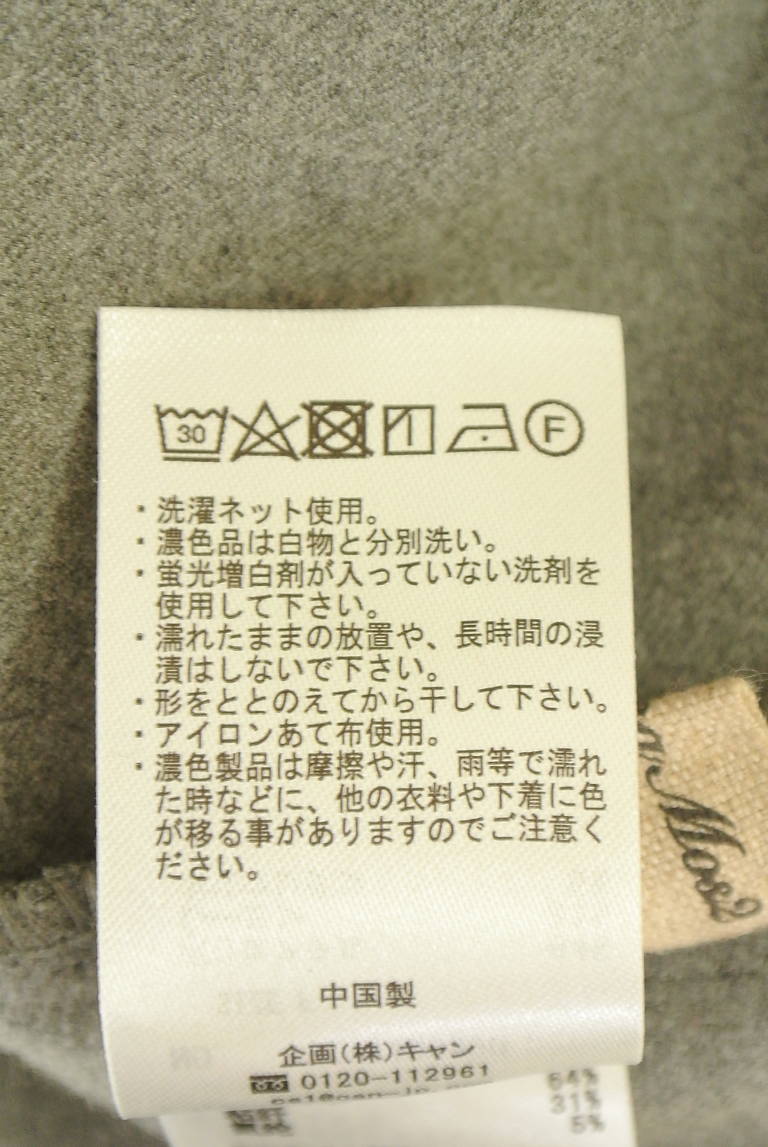 30 F
・洗濯ネット使用。
・濃色品は白物と分別洗い。
・蛍光増白剤が入っていない洗剤を
使用して下さい。
・濡れたままの放置や、長時間の浸
漬はしないで下さい。
・形をととのえてから干して下さい。
・アイロンあて布使用。
・濃色製品は摩擦や汗、雨等で濡れ
た時などに、他の衣料や下着に色
が移る事がありますのでご注意く
ださい。
中国製
企画(株)キャン
0120-112961
64%
31%
5%
Mos2